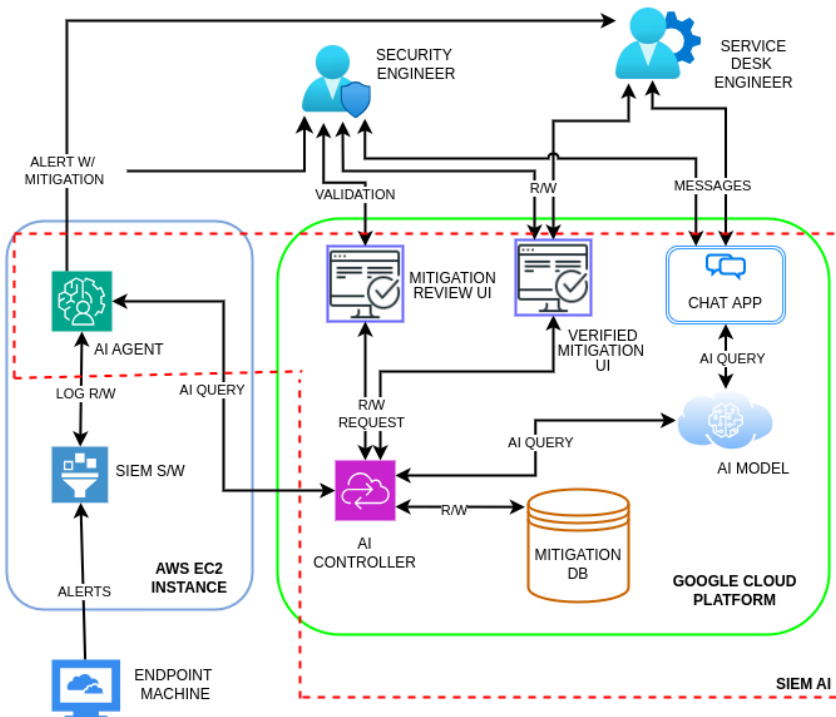 SECURITY
ENGINEER
SERVICE
DESK
ENGINEER
ALERT W/
MITIGATION
VALIDATION
R/W
MESSAGES
MITIGATION
REVIEW UI
VERIFIED
MITIGATION
UI
CHAT APP
AI AGENT
LOG R/W
AI QUERY
R/W
REQUEST
AI QUERY
AI QUERY
AI MODEL
SIEM S/W
AI
CONTROLLER
R/W
MITIGATION
DB
AWS EC2
INSTANCE
GOOGLE CLOUD
PLATFORM
ALERTS
ENDPOINT
MACHINE
SIEM AI